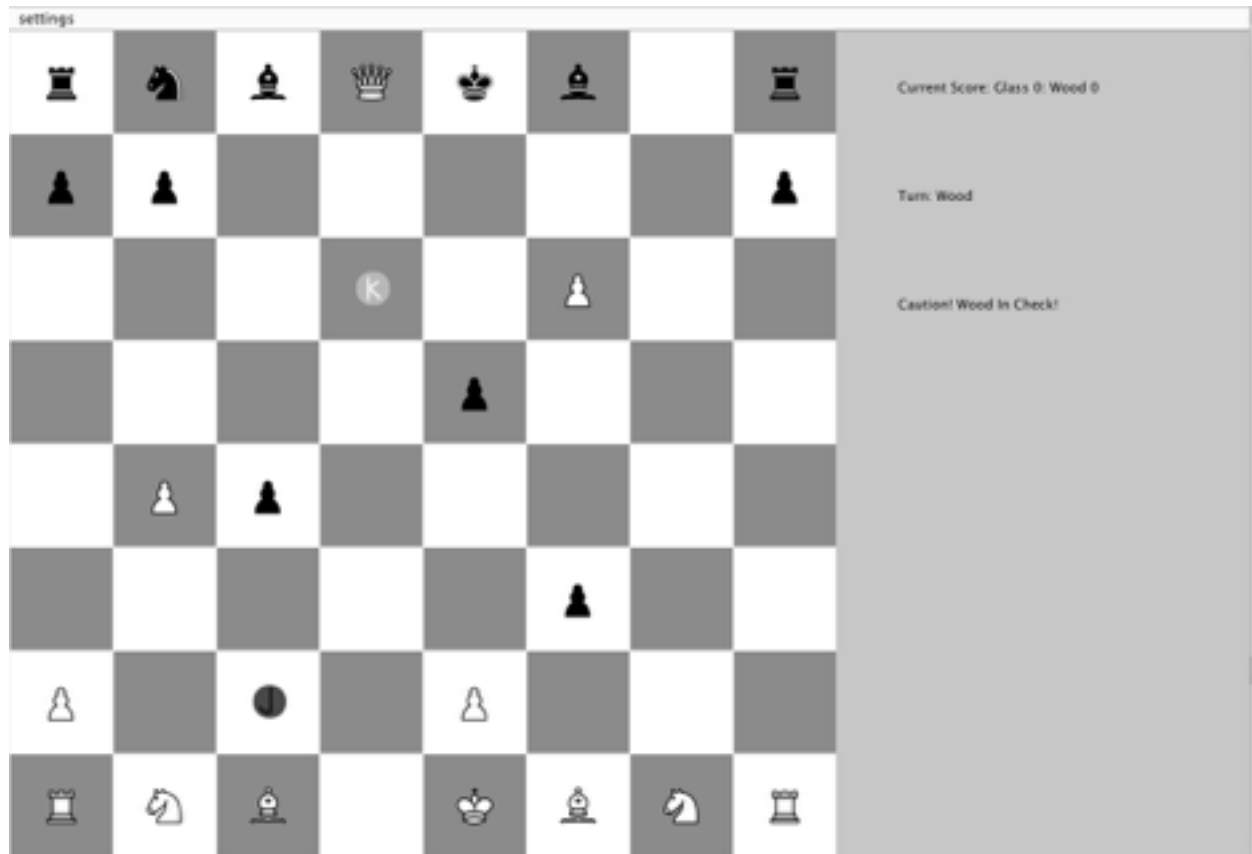 settings
Current Score: Glass 0: Wood 0
Turn: Wood
K
Caution! Wood In Check!
J